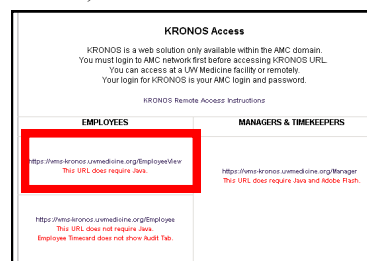 KRONOS Access
KRONOS is a web solution only available within the AMC domain.
You must login to AMC network first before accessing KRONOS URL.
You can access at a UW Medicine facility or remotely.
Your login for KRONOS is your AMC login and password.
KRONOS Remote Access Instructions
EMPLOYEES
MANAGERS & TIMEKEEPERS
https://wms-kronos.uwmedicine.org/EmployeeView
This URL does require Java.
https://wms-kronos.uwmedicine.org/Manager
This URL does require Java and Adobe Flash.
https://wms-kronos.uwmedicine.org/Employee
This URL does not require Java.
Employee Timecard does not show Audit Tab.